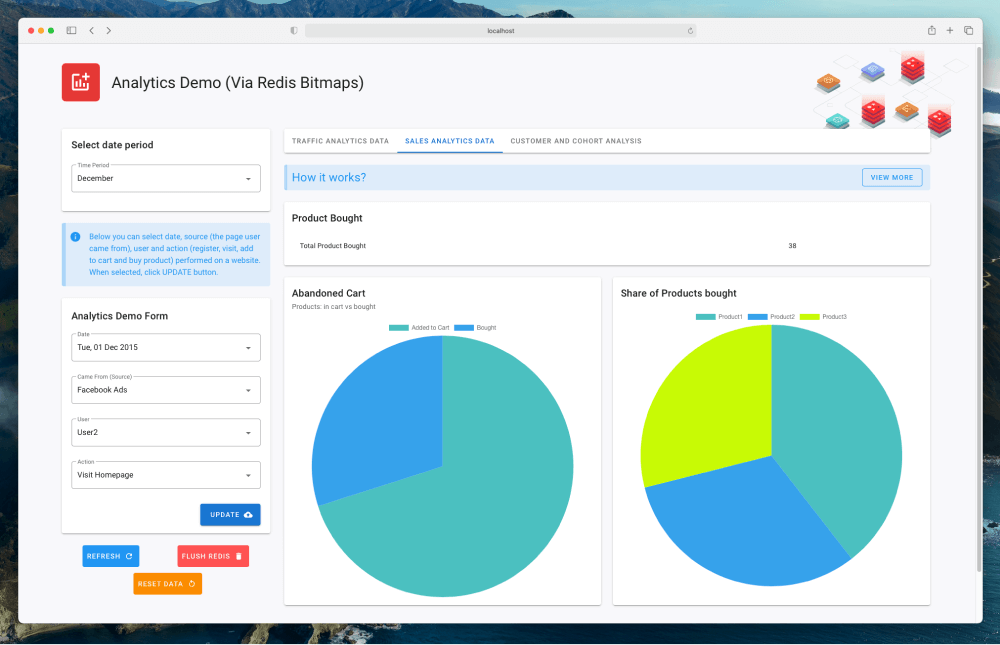 localhost
Analytics Demo (Via Redis Bitmaps)
Select date period
Time Period
December
Below you can select date, source (the page user
came from), user and action (register, visit, add
to cart and buy product) performed on a website.
When selected, click UPDATE button.
Analytics Demo Form
Date
Tue, 01 Dec 2015
Came From (Source)
Facebook Ads
User
User2
Action
Visit Homepage
UPDATE
REFRESH
FLUSH REDIS
RESET DATA
TRAFFIC ANALYTICS DATA
SALES ANALYTICS DATA
CUSTOMER AND COHORT ANALYSIS
How it works?
VIEW MORE
Product Bought
Total Product Bought
38
Abandoned Cart
Products: in cart vs bought
Added to Cart
Bought
Share of Products bought
Product1
Product2
Product3